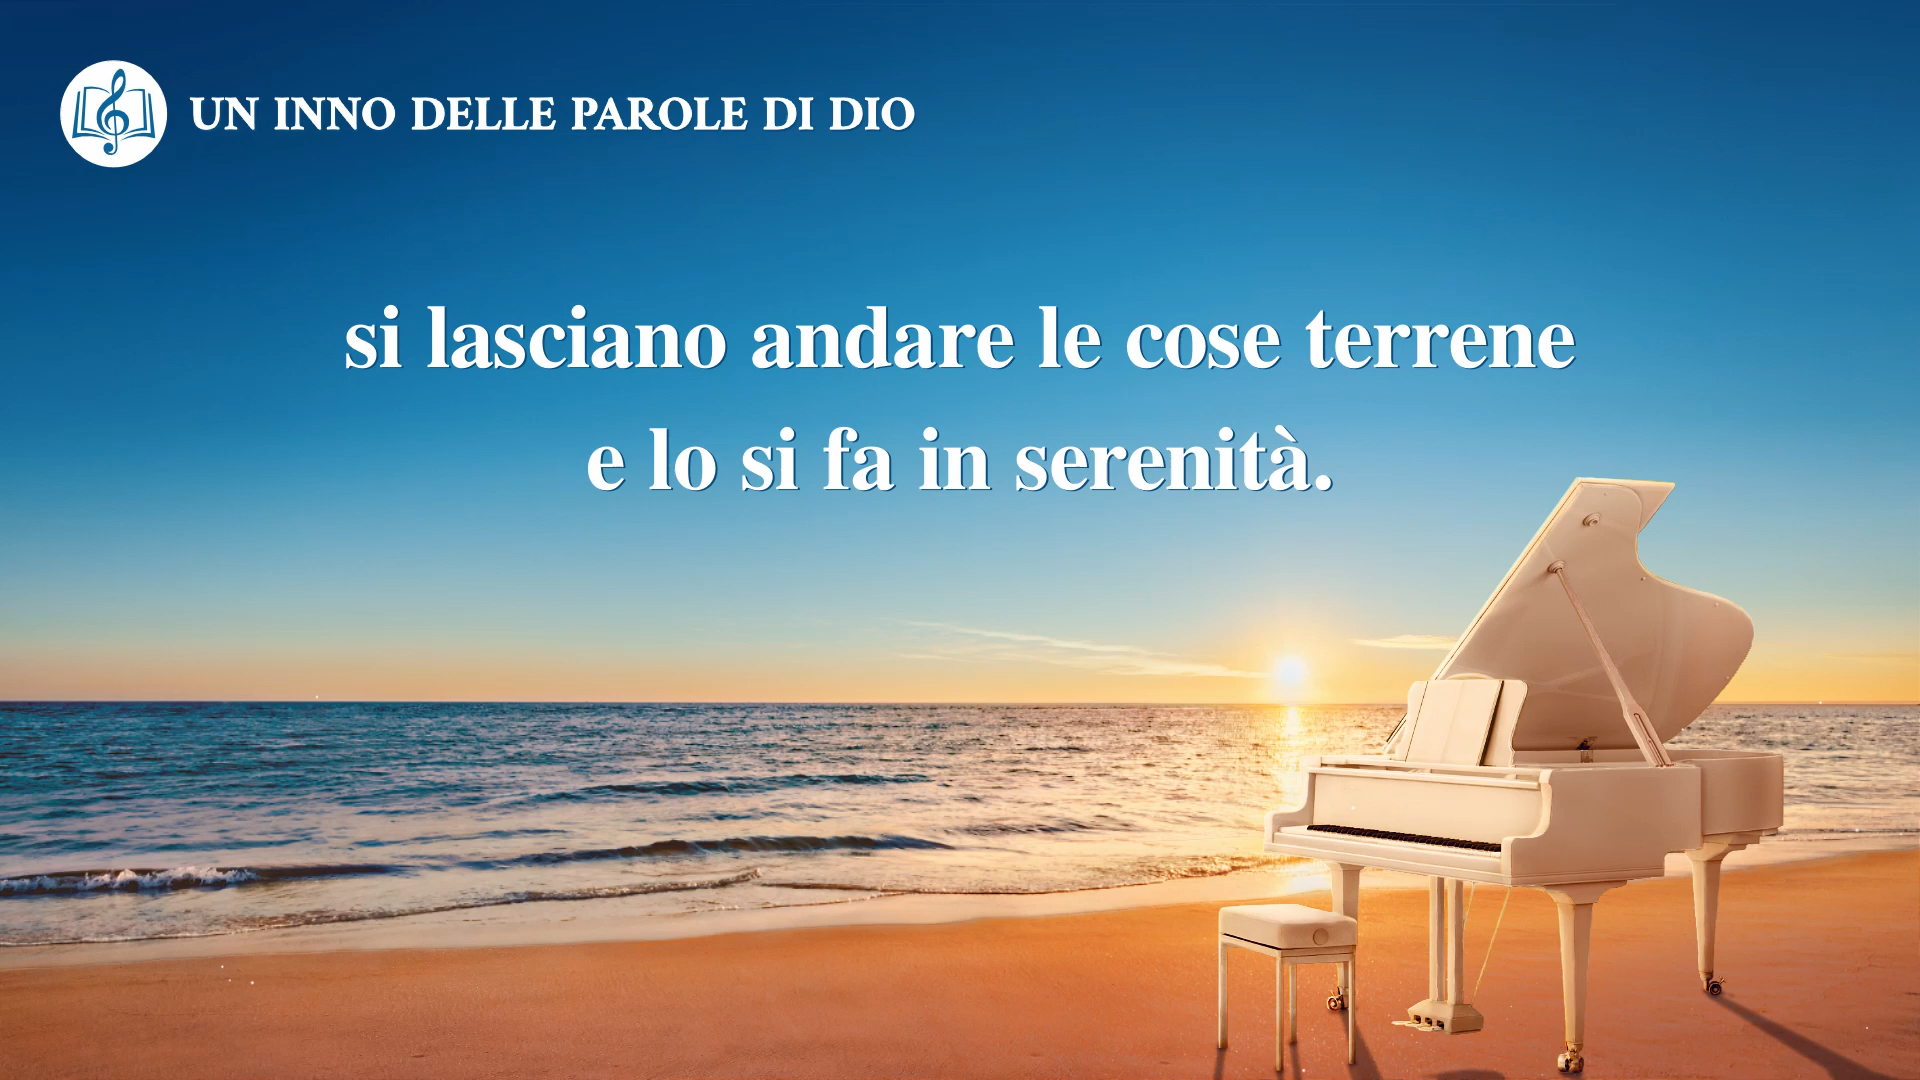 UN INNO DELLE PAROLE DI DIO
si lasciano andare le cose terrene
e lo si fa in serenità.